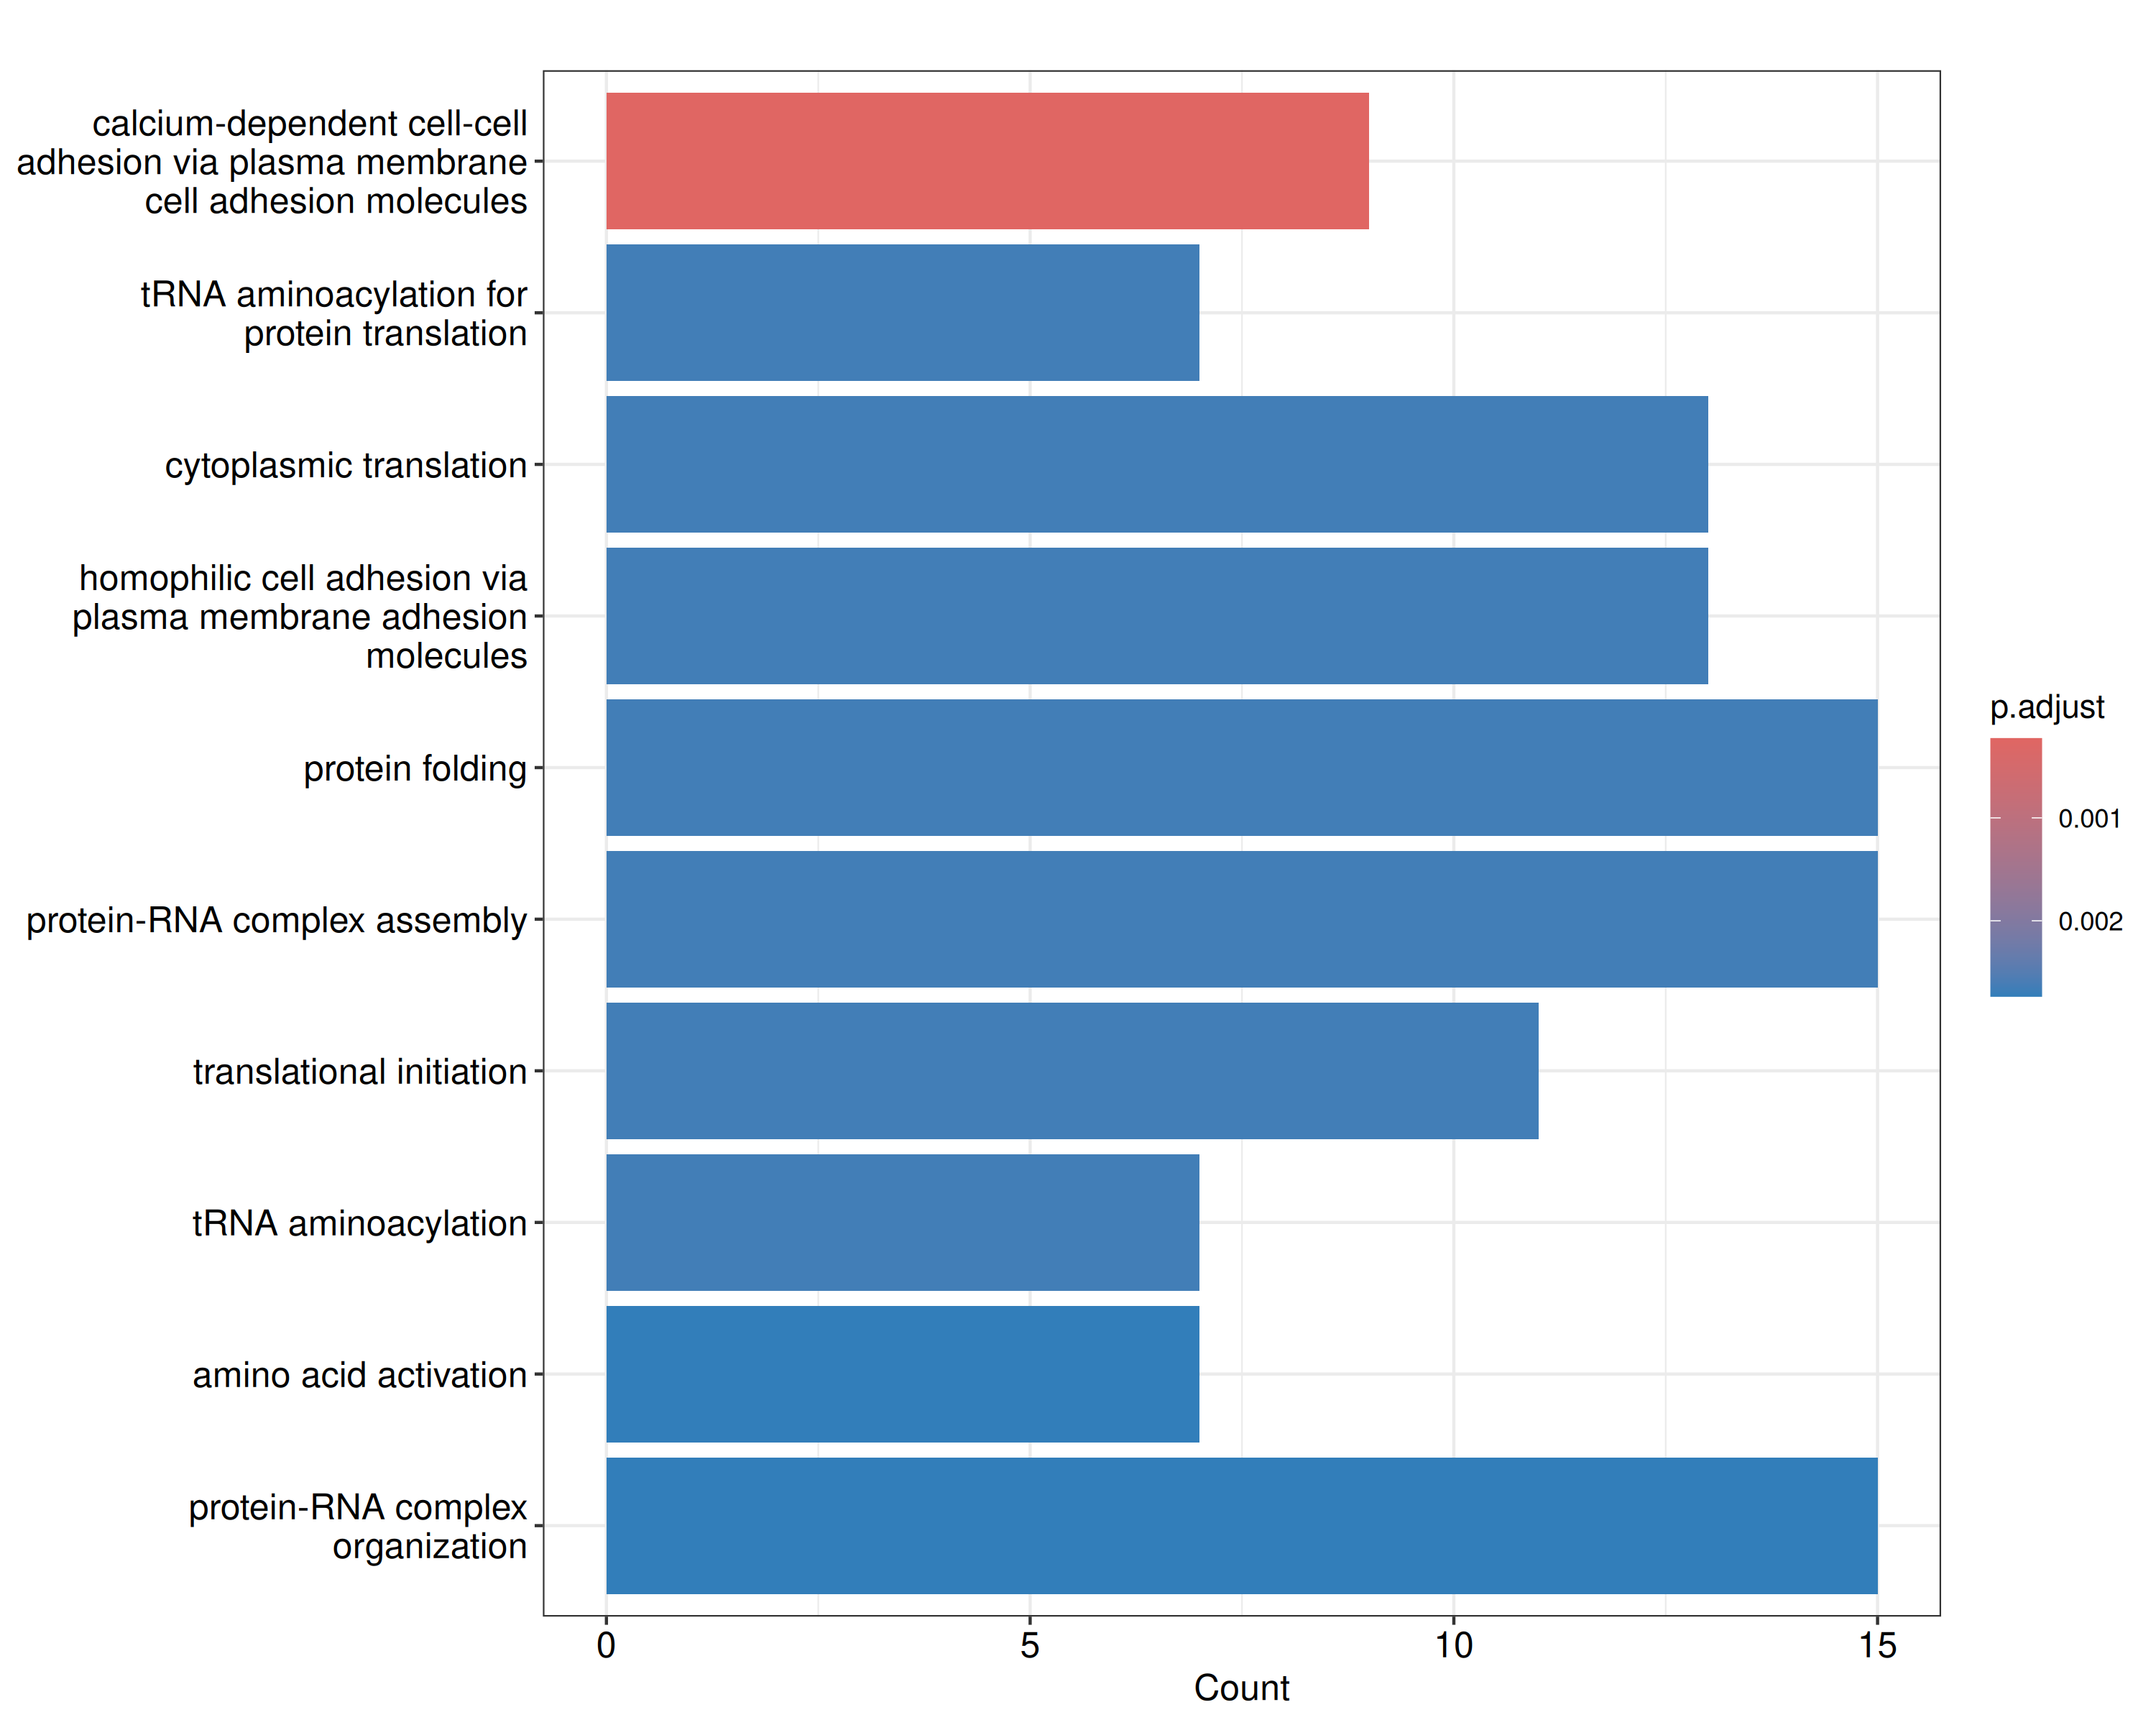 calcium-dependent cell-cell
adhesion via plasma membrane
cell adhesion molecules
tRNA aminoacylation for
protein translation
cytoplasmic translation
homophilic cell adhesion via
plasma membrane adhesion
molecules
protein folding
protein-RNA complex assembly
translational initiation
tRNA aminoacylation
amino acid activation
protein-RNA complex
organization
0 5 10 15
Count
p.adjust
0.001
0.002